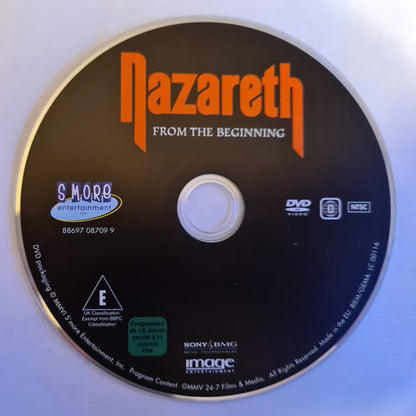 Nazareth
FROM THE BEGINNING
S'MORE
entertainment
INC
88697 08709 9
DVD
VIDEO
0
NTSC
E
UK Classification
Exempt from BBFC
Classification
Freigegeben
ab 12 Jahren
gemäß § 14
JuSchG
FSK
SONY BMG
MUSIC ENTERTAINMENT
image
ENTERTAINMENT
DVD packaging © MMVI S'more Entertainment, Inc. Program Content ©MMV 24-7 Films & Media. All Rights Reserved. Made in the EU. BIEM/GEMA. LC 00116